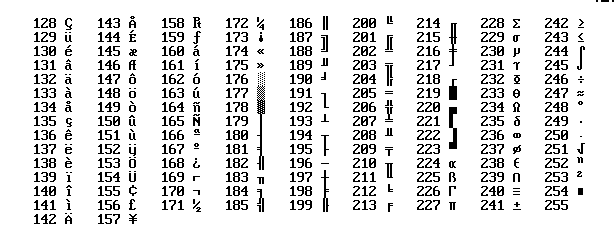 128 Ç 143 Å 158 ₧ 172 ¼ 186 ║ 200 ╚ 214 ╓ 228 Σ 242 ≥
129 ü 144 É 159 ƒ 173 ¡ 187 ╗ 201 ╔ 215 ╫ 229 σ 243 ≤
130 é 145 æ 160 á 174 « 188 ╝ 202 ╩ 216 ╪ 230 µ 244 ⌠
131 â 146 Æ 161 í 175 » 189 ╜ 203 ╦ 217 ┘ 231 τ 245 ⌡
132 ä 147 ô 162 ó 176 ░ 190 ╛ 204 ╠ 218 ┌ 232 Φ 246 ÷
133 à 148 ö 163 ú 177 ▒ 191 ┐ 205 ═ 219 █ 233 Θ 247 ≈
134 å 149 ò 164 ñ 178 ▓ 192 └ 206 ╬ 220 ▄ 234 Ω 248 °
135 ç 150 û 165 Ñ 179 │ 193 ┴ 207 ╧ 221 ▌ 235 δ 249 ∙
136 ê 151 ù 166 ª 180 ┤ 194 ┬ 208 ╨ 222 ▐ 236 ∞ 250 ·
137 ë 152 ÿ 167 º 181 ╡ 195 ├ 209 ╤ 223 ▀ 237 φ 251 √
138 è 153 Ö 168 ¿ 182 ╢ 196 ─ 210 ╥ 224 α 238 ε 252 ⁿ
139 ï 154 Ü 169 ⌐ 183 ╖ 197 ┼ 211 ╙ 225 ß 239 ∩ 253 ²
140 î 155 ¢ 170 ¬ 184 ╕ 198 ╞ 212 ╘ 226 Γ 240 ≡ 254 ■
141 ì 156 £ 171 ½ 185 ╣ 199 ╟ 213 ╒ 227 π 241 ± 255
142 Ä 157 ¥